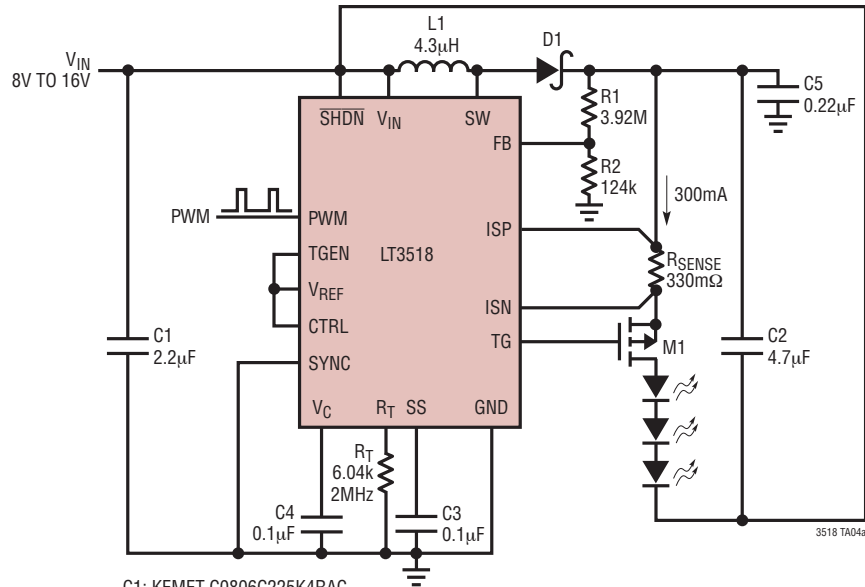 L1
4.3µH
D1
VIN
8V TO 16V
SHDN VIN SW
R1
3.92M
C5
0.22µF
FB
R2
124k
300mA
PWM
PWM
ISP
TGEN
LT3518
RSENSE
330mΩ
VREF
ISN
CTRL
TG
M1
C1
2.2µF
C2
4.7µF
SYNC
VC RT SS GND
RT
6.04k
2MHz
C4
0.1µF
C3
0.1µF
3518 TA04a